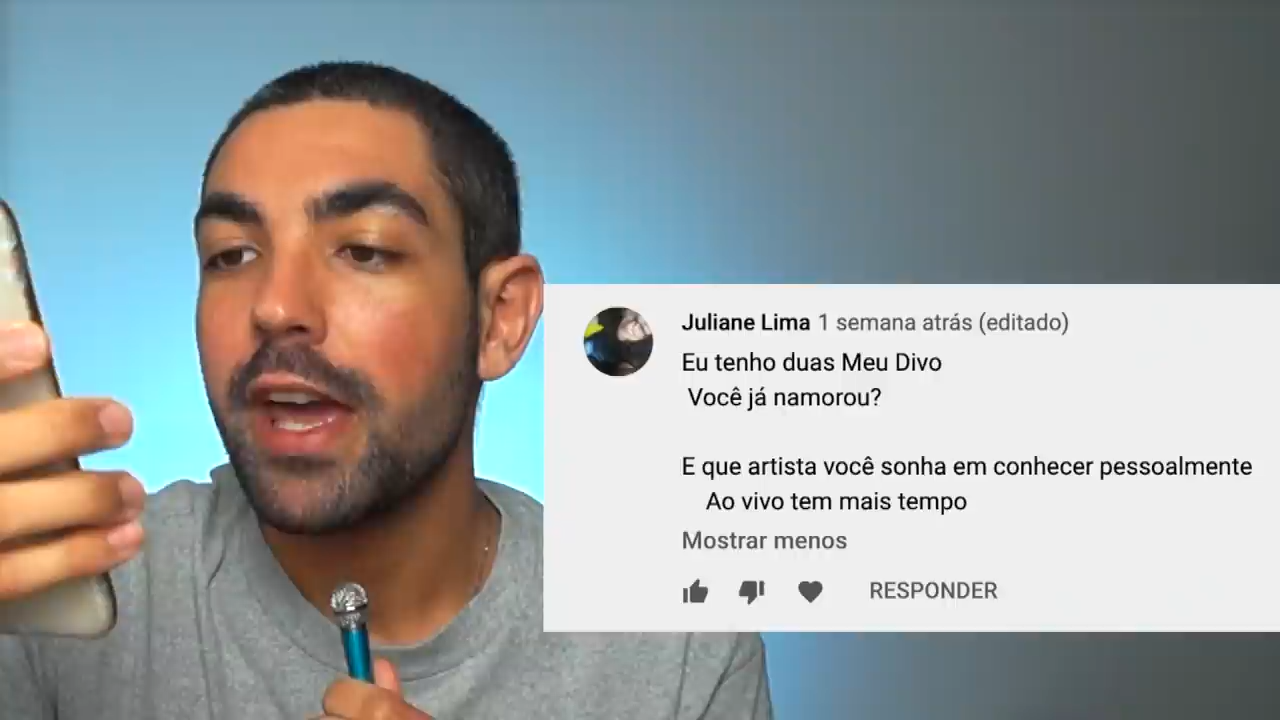 Juliane Lima 1 semana atrás (editado)
Eu tenho duas Meu Divo
Você já namorou?
E que artista você sonha em conhecer pessoalmente
Ao vivo tem mais tempo
Mostrar menos
RESPONDER